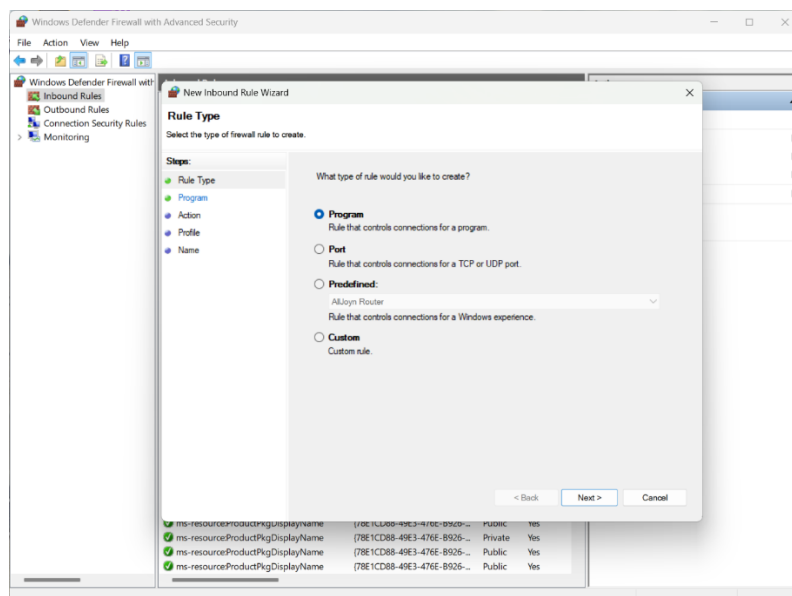 Windows Defender Firewall with Advanced Security
File Action View Help
Windows Defender Firewall with
Inbound Rules
Outbound Rules
Connection Security Rules
Monitoring
New Inbound Rule Wizard
Rule Type
Select the type of firewall rule to create.
Steps:
Rule Type
Program
Action
Profile
Name
What type of rule would you like to create?
Program
Rule that controls connections for a program.
Port
Rule that controls connections for a TCP or UDP port.
Predefined:
AllJoyn Router
Rule that controls connections for a Windows experience.
Custom
Custom rule.
< Back Next > Cancel
ms-resource:ProductPkgDisplayName {78E1CD88-49E3-476E-B926-... Public Yes
ms-resource:ProductPkgDisplayName {78E1CD88-49E3-476E-B926-... Private Yes
ms-resource:ProductPkgDisplayName {78E1CD88-49E3-476E-B926-... Public Yes
ms-resource:ProductPkgDisplayName {78E1CD88-49E3-476E-B926-... Public Yes